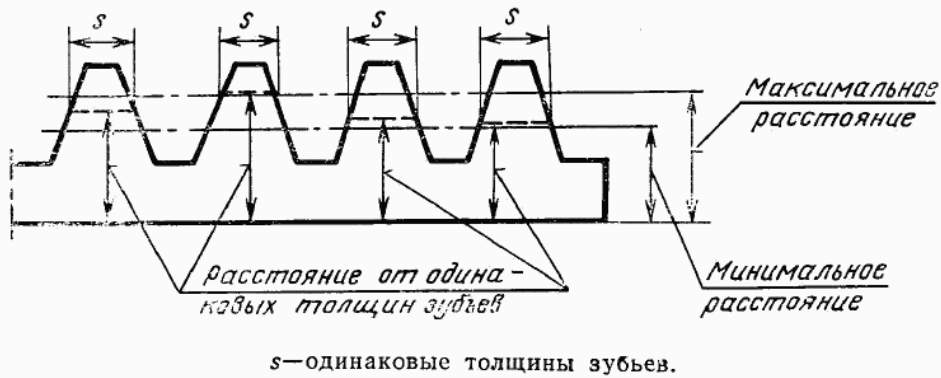 s s s s
Максимальное
расстояние
Расстояние от одина-
ковых толщин зубьев
Минимальное
расстояние
s—одинаковые толщины зубьев.